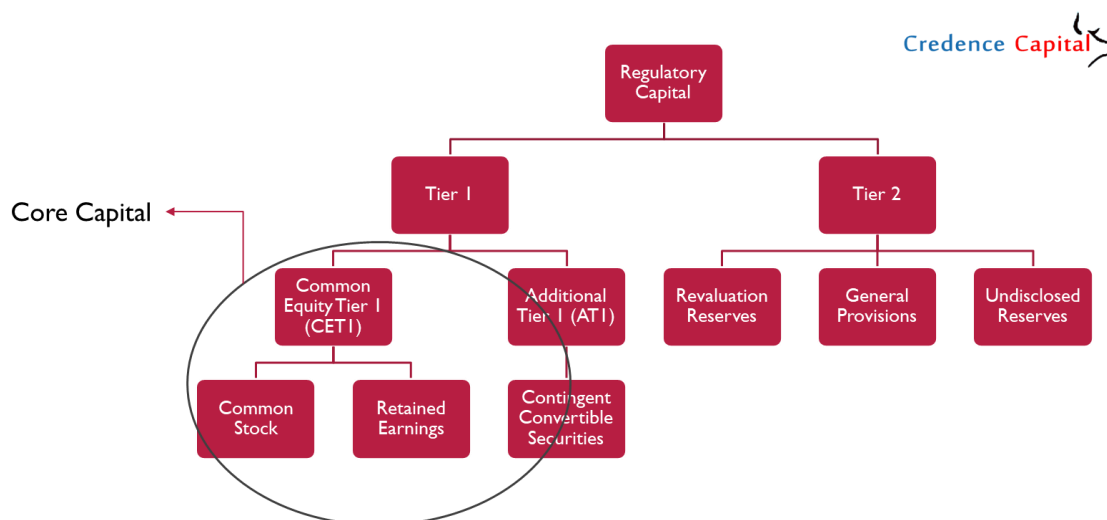 Credence Capital
Regulatory
Capital
Tier 1
Tier 2
Core Capital
Common
Equity Tier 1
(CET1)
Additional
Tier 1 (AT1)
Revaluation
Reserves
General
Provisions
Undisclosed
Reserves
Common
Stock
Retained
Earnings
Contingent
Convertible
Securities